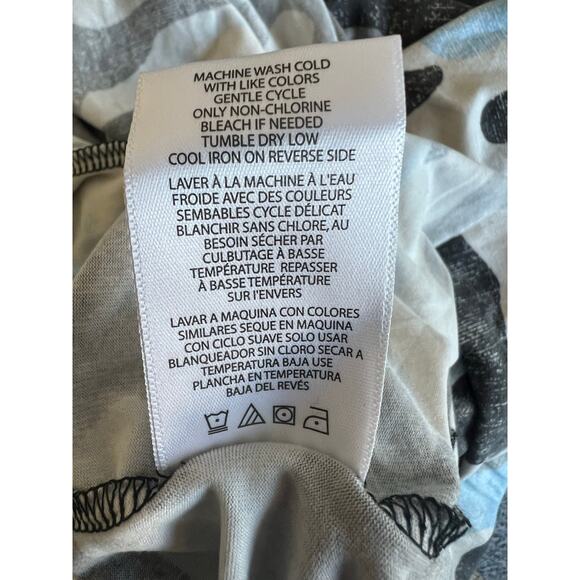 MACHINE WASH COLD
WITH LIKE COLORS
GENTLE CYCLE
ONLY NON-CHLORINE
BLEACH IF NEEDED
TUMBLE DRY LOW
COOL IRON ON REVERSE SIDE
LAVER À LA MACHINE À L'EAU
FROIDE AVEC DES COULEURS
SEMBABLES CYCLE DÉLICAT
BLANCHIR SANS CHLORE, AU
BESOIN SÉCHER PAR
CULBUTAGE À BASSE
TEMPÉRATURE REPASSER
À BASSE TEMPÉRATURE
SUR l'ENVERS
LAVAR A MAQUINA CON COLORES
SIMILARES SEQUE EN MAQUINA
CON CICLO SUAVE SOLO USAR
BLANQUEADOR SIN CLORO SECAR A
TEMPERATURA BAJA USE
PLANCHA EN TEMPERATURA
BAJA DEL REVÉS